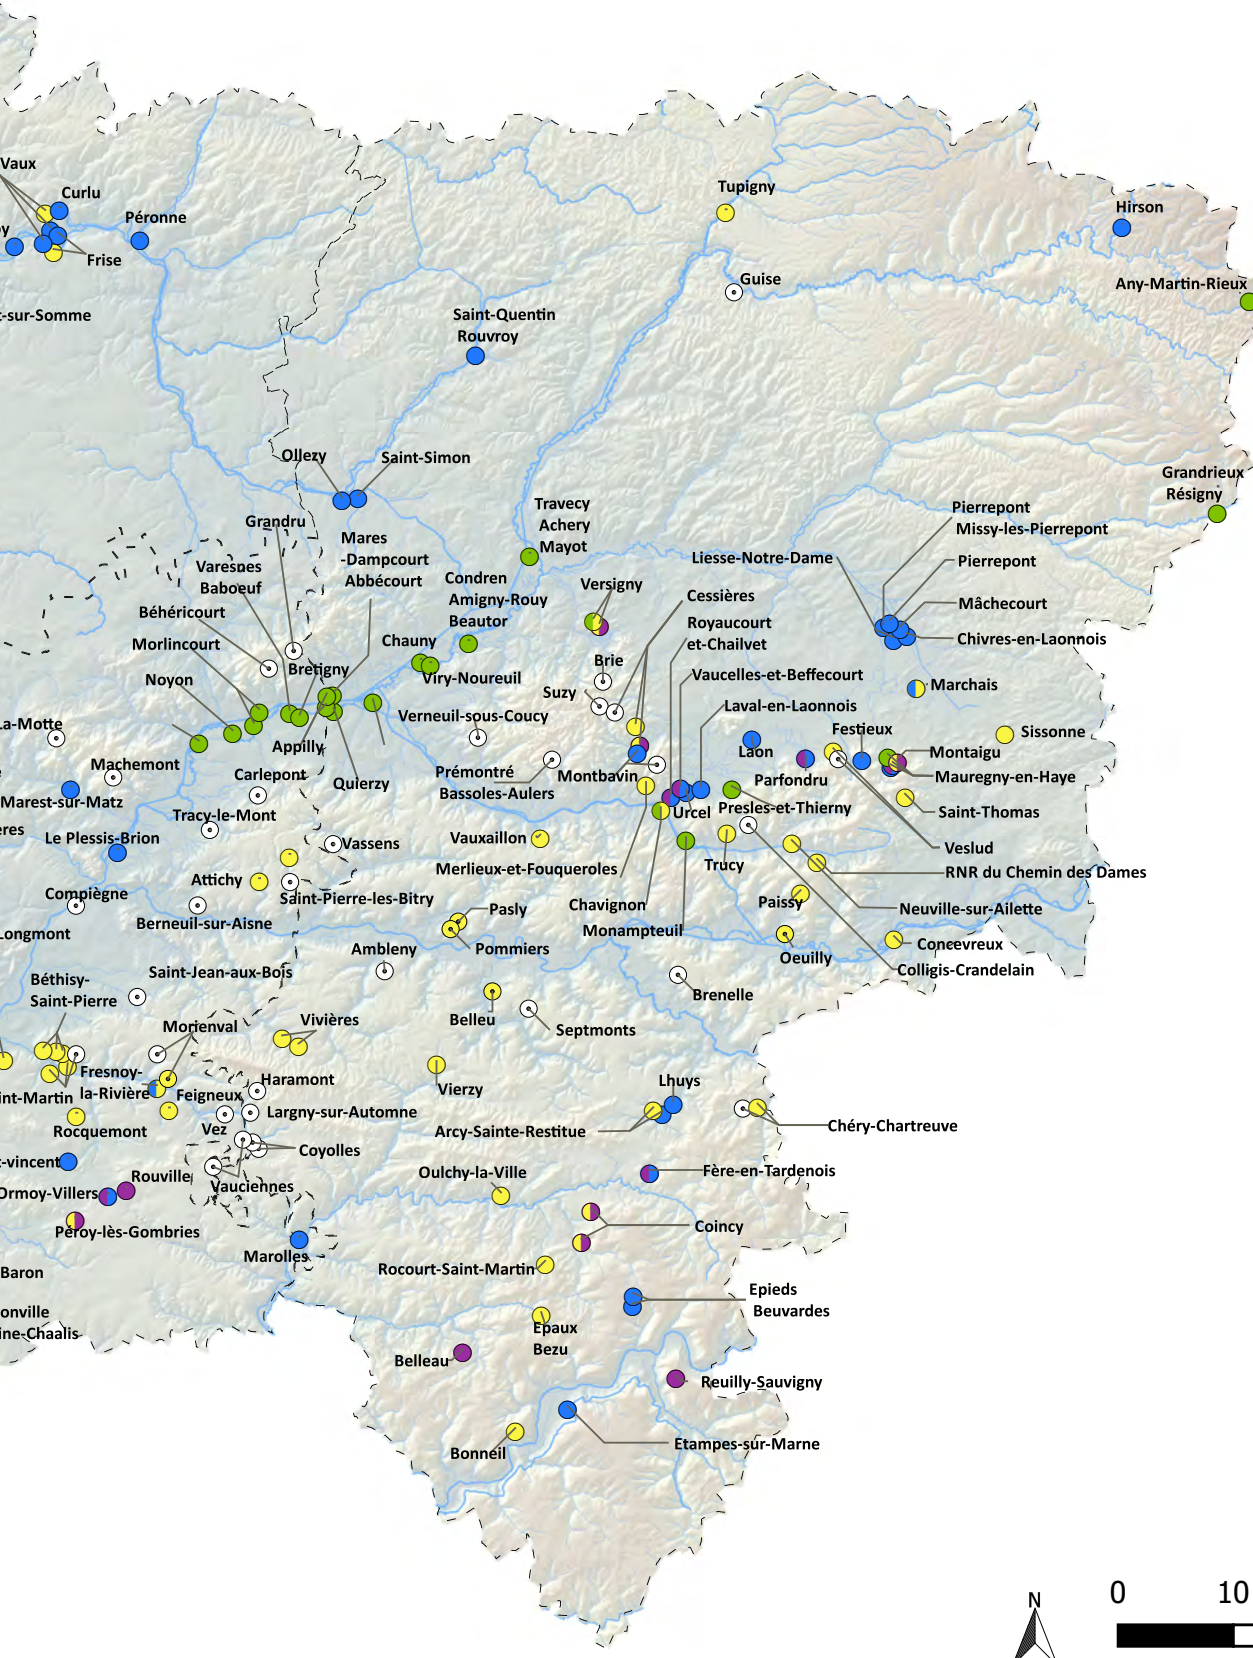 Vaux
Curlu
Péronne
y
Frise
t-sur-Somme
Tupigny
Hirson
Guise
Any-Martin-Rieux
Saint-Quentin
Rouvroy
Ollezy
Saint-Simon
Grandrieux
Résigny
Grandru
Travecy
Achery
Mayot
Pierrepont
Missy-les-Pierrepont
Mares
-Dampcourt
Abbécourt
Liesse-Notre-Dame
Pierrepont
Varesnes
Baboeuf
Condren
Amigny-Rouy
Beautor
Versigny
Cessières
Mâchecourt
Béhéricourt
Royaucourt
et-Chailvet
Chivres-en-Laonnois
Morlincourt
Chauny
Bretigny
Viry-Noureuil
Brie
Vaucelles-et-Beffecourt
Marchais
Noyon
Suzy
Laval-en-Laonnois
La-Motte
Verneuil-sous-Coucy
Festieux
Sissonne
Appilly
Laon
Montaigu
Machemont
Carlepont
Quierzy
Prémontré
Bassoles-Aulers
Montbavin
Parfondru
Mauregny-en-Haye
Marest-sur-Matz
Tracy-le-Mont
Urcel
Presles-et-Thierny
Saint-Thomas
ères
Le Plessis-Brion
Vassens
Vauxaillon
Veslud
Merlieux-et-Fouqueroles
Trucy
RNR du Chemin des Dames
Attichy
Compiègne
Saint-Pierre-les-Bitry
Chavignon
Paissy
Neuville-sur-Ailette
Pasly
Berneuil-sur-Aisne
Monampteuil
Longmont
Ambleny
Pommiers
Oeuilly
Concevreux
Colligis-Crandelain
Saint-Jean-aux-Bois
Béthisy-
Saint-Pierre
Brenelle
Belleu
Septmonts
Morienval
Vivières
Fresnoy-
la-Rivière
Haramont
Lhuys
int-Martin
Feigneux
Vierzy
Largny-sur-Automne
Rocquemont
Vez
Arcy-Sainte-Restitue
Chéry-Chartreuve
Coyolles
t-vincent
Rouville
Oulchy-la-Ville
Fère-en-Tardenois
Ormoy-Villers
Vauciennes
Péroy-lès-Gombries
Coincy
Marolles
Baron
Rocourt-Saint-Martin
Epieds
Beuvardes
onville
ine-Chaalis
Epaux
Bezu
Belleau
Reuilly-Sauvigny
Bonneil
Etampes-sur-Marne
N
0 10